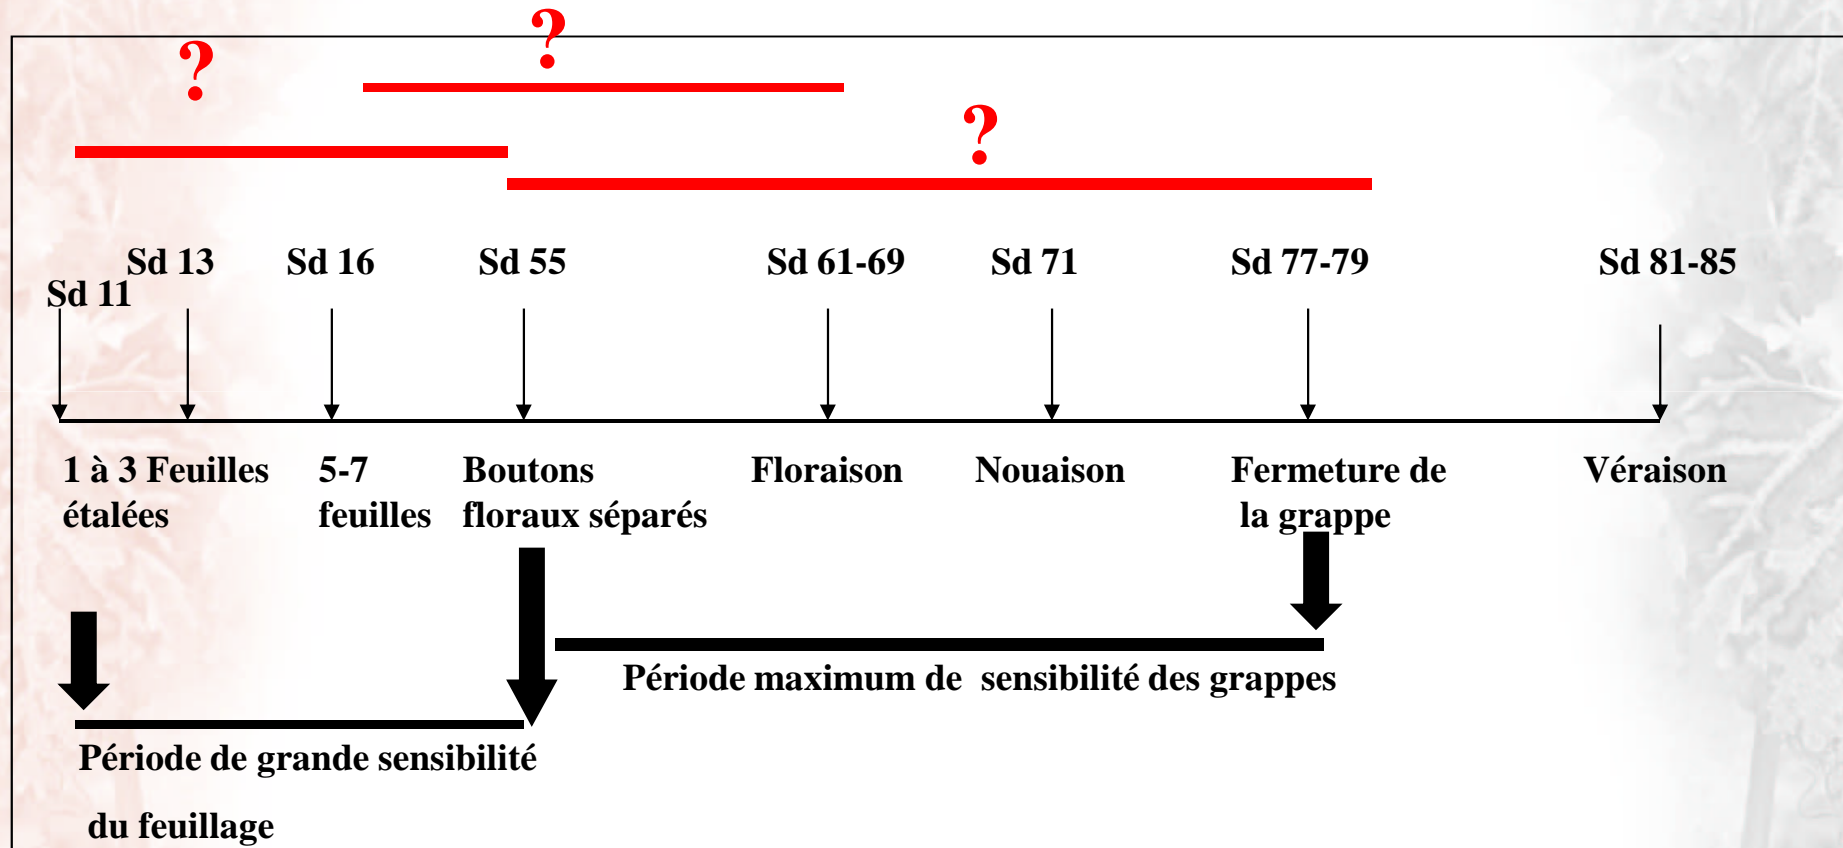 ?
?
?
Sd 11
Sd 13
Sd 16
Sd 55
Sd 61-69
Sd 71
Sd 77-79
Sd 81-85
1 à 3 Feuilles
étalées
5-7
feuilles
Boutons
floraux séparés
Floraison
Nouaison
Fermeture de
la grappe
Véraison
Période maximum de sensibilité des grappes
Période de grande sensibilité
du feuillage